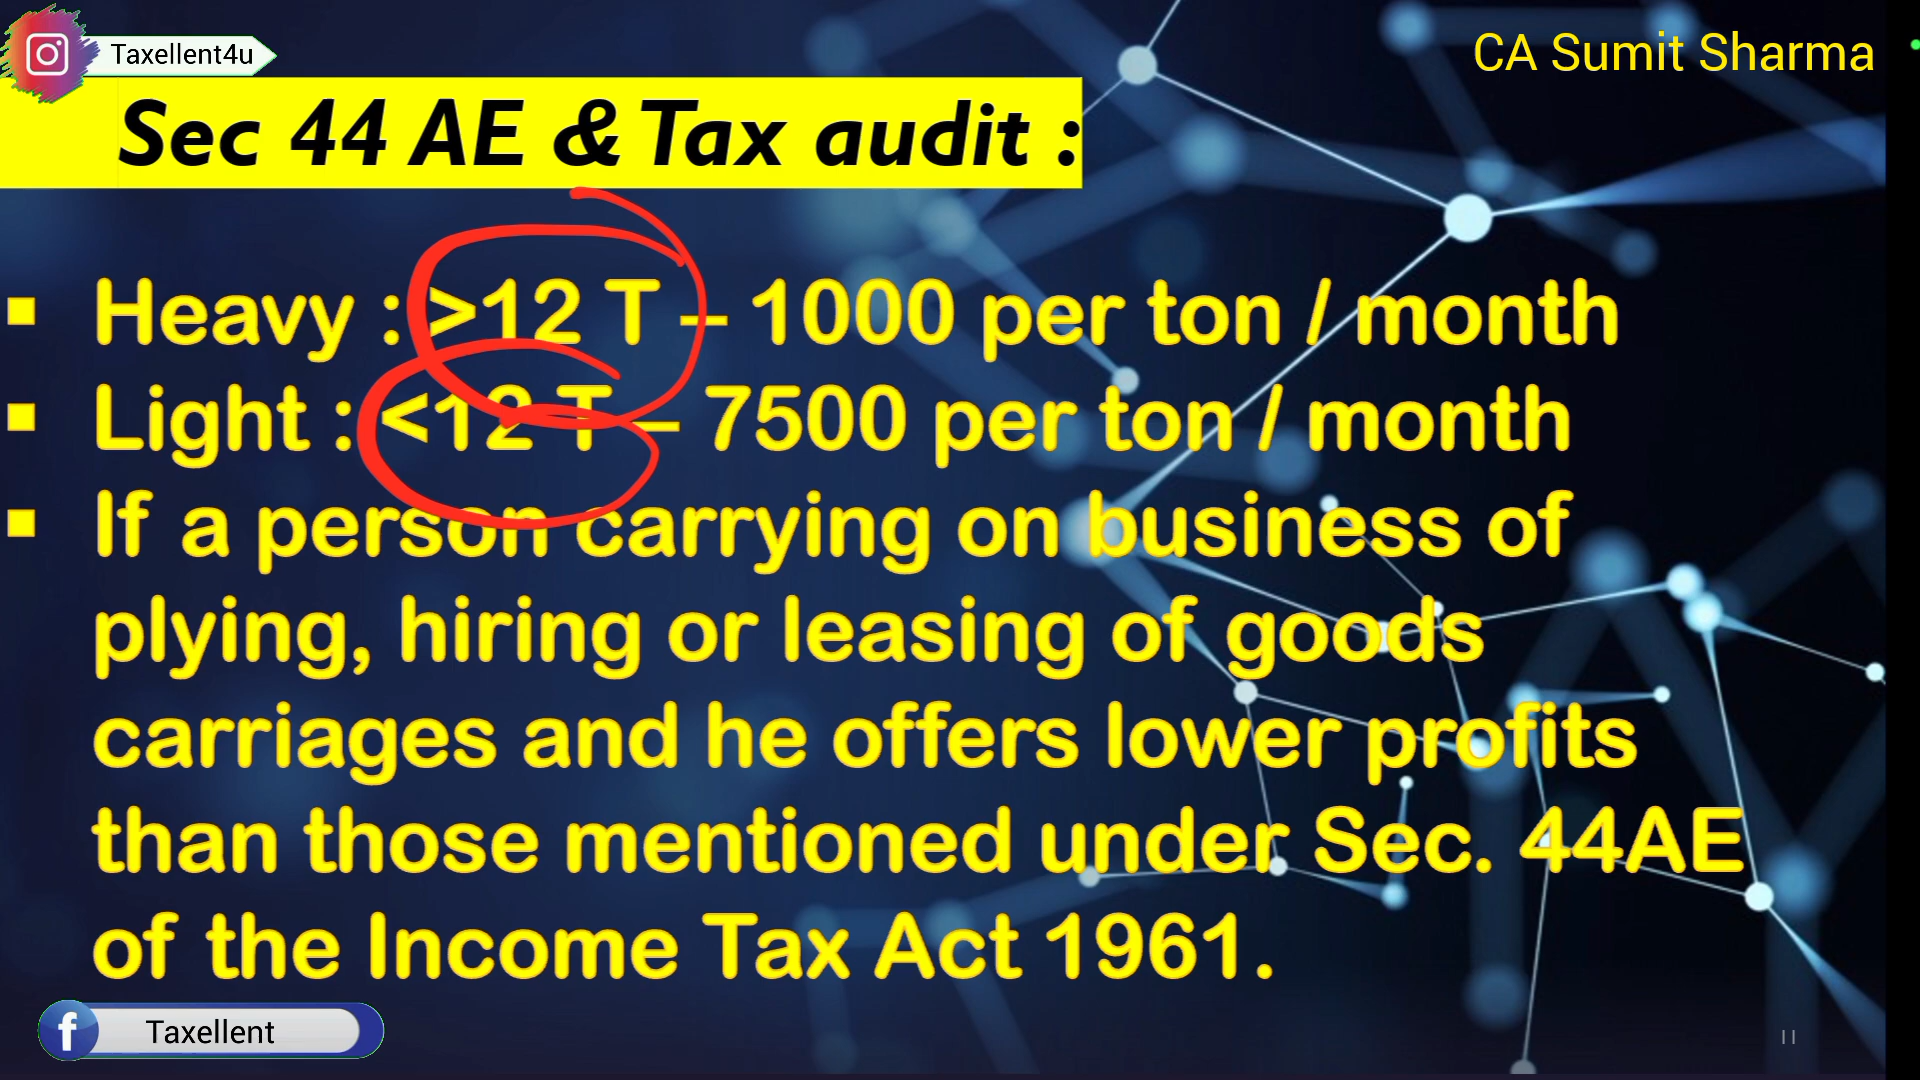 Taxellent4u
CA Sumit Sharma
Sec 44 AE & Tax audit :
▪ Heavy : >12 T – 1000 per ton / month
▪ Light : <12 T – 7500 per ton / month
▪ If a person carrying on business of
plying, hiring or leasing of goods
carriages and he offers lower profits
than those mentioned under Sec. 44AE
of the Income Tax Act 1961.
f Taxellent
11